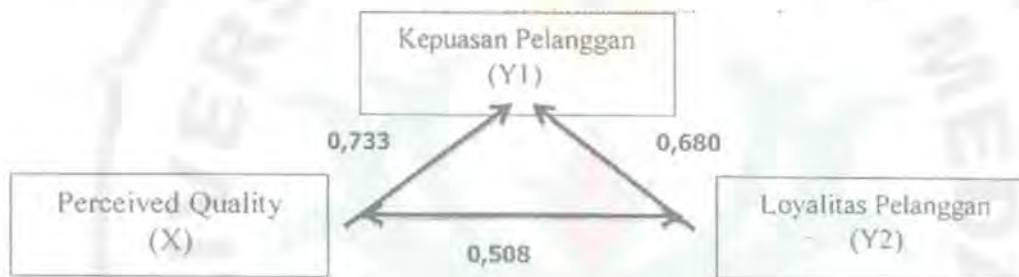 Kepuasan Pelanggan
(Y1)
0,733
0,680
Perceived Quality
(X)
Loyalitas Pelanggan
(Y2)
0,508